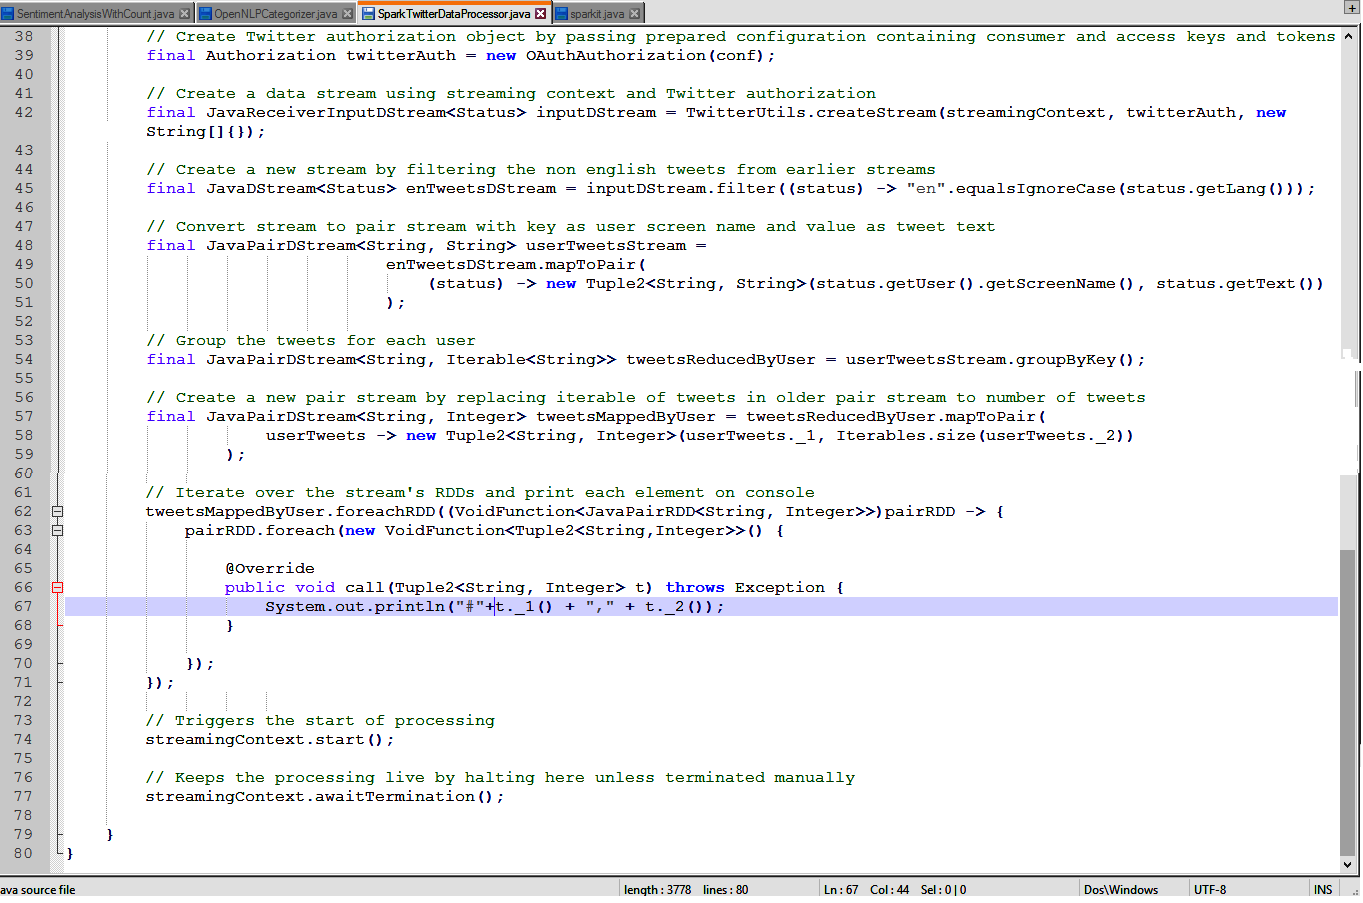 SentimentAnalysisWithCount.java OpenNLPCategorizer.java SparkTwitterDataProcessor.java sparkit.java
38 // Create Twitter authorization object by passing prepared configuration containing consumer and access keys and tokens
39 final Authorization twitterAuth = new OAuthAuthorization(conf);
40
41 // Create a data stream using streaming context and Twitter authorization
42 final JavaReceiverInputDStream<Status> inputDStream = TwitterUtils.createStream(streamingContext, twitterAuth, new
String[]{});
43
44 // Create a new stream by filtering the non english tweets from earlier streams
45 final JavaDStream<Status> enTweetsDStream = inputDStream.filter((status) -> "en".equalsIgnoreCase(status.getLang()));
46
47 // Convert stream to pair stream with key as user screen name and value as tweet text
48 final JavaPairDStream<String, String> userTweetsStream =
49 enTweetsDStream.mapToPair(
50 (status) -> new Tuple2<String, String>(status.getUser().getScreenName(), status.getText())
51 );
52
53 // Group the tweets for each user
54 final JavaPairDStream<String, Iterable<String>> tweetsReducedByUser = userTweetsStream.groupByKey();
55
56 // Create a new pair stream by replacing iterable of tweets in older pair stream to number of tweets
57 final JavaPairDStream<String, Integer> tweetsMappedByUser = tweetsReducedByUser.mapToPair(
58 userTweets -> new Tuple2<String, Integer>(userTweets._1, Iterables.size(userTweets._2))
59 );
60
61 // Iterate over the stream's RDDs and print each element on console
62 tweetsMappedByUser.foreachRDD((VoidFunction<JavaPairRDD<String, Integer>>)pairRDD -> {
63 pairRDD.foreach(new VoidFunction<Tuple2<String,Integer>>() {
64
65 @Override
66 public void call(Tuple2<String, Integer> t) throws Exception {
67 System.out.println("#"+t._1() + "," + t._2());
68 }
69
70 });
71 });
72
73 // Triggers the start of processing
74 streamingContext.start();
75
76 // Keeps the processing live by halting here unless terminated manually
77 streamingContext.awaitTermination();
78
79 }
80 }
ava source file length : 3778 lines : 80 Ln : 67 Col : 44 Sel : 0 | 0 Dos\Windows UTF-8 INS